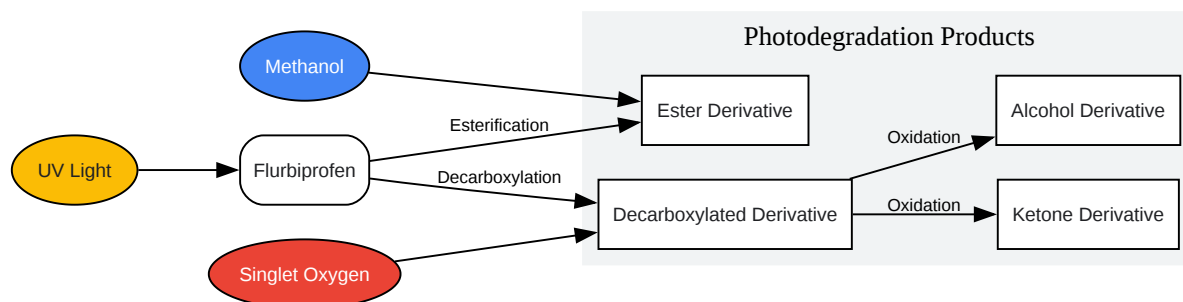 Photodegradation Products
Methanol
Ester Derivative
Alcohol Derivative
Esterification
Oxidation
UV Light
Flurbiprofen
Decarboxylation
Decarboxylated Derivative
Oxidation
Ketone Derivative
Singlet Oxygen